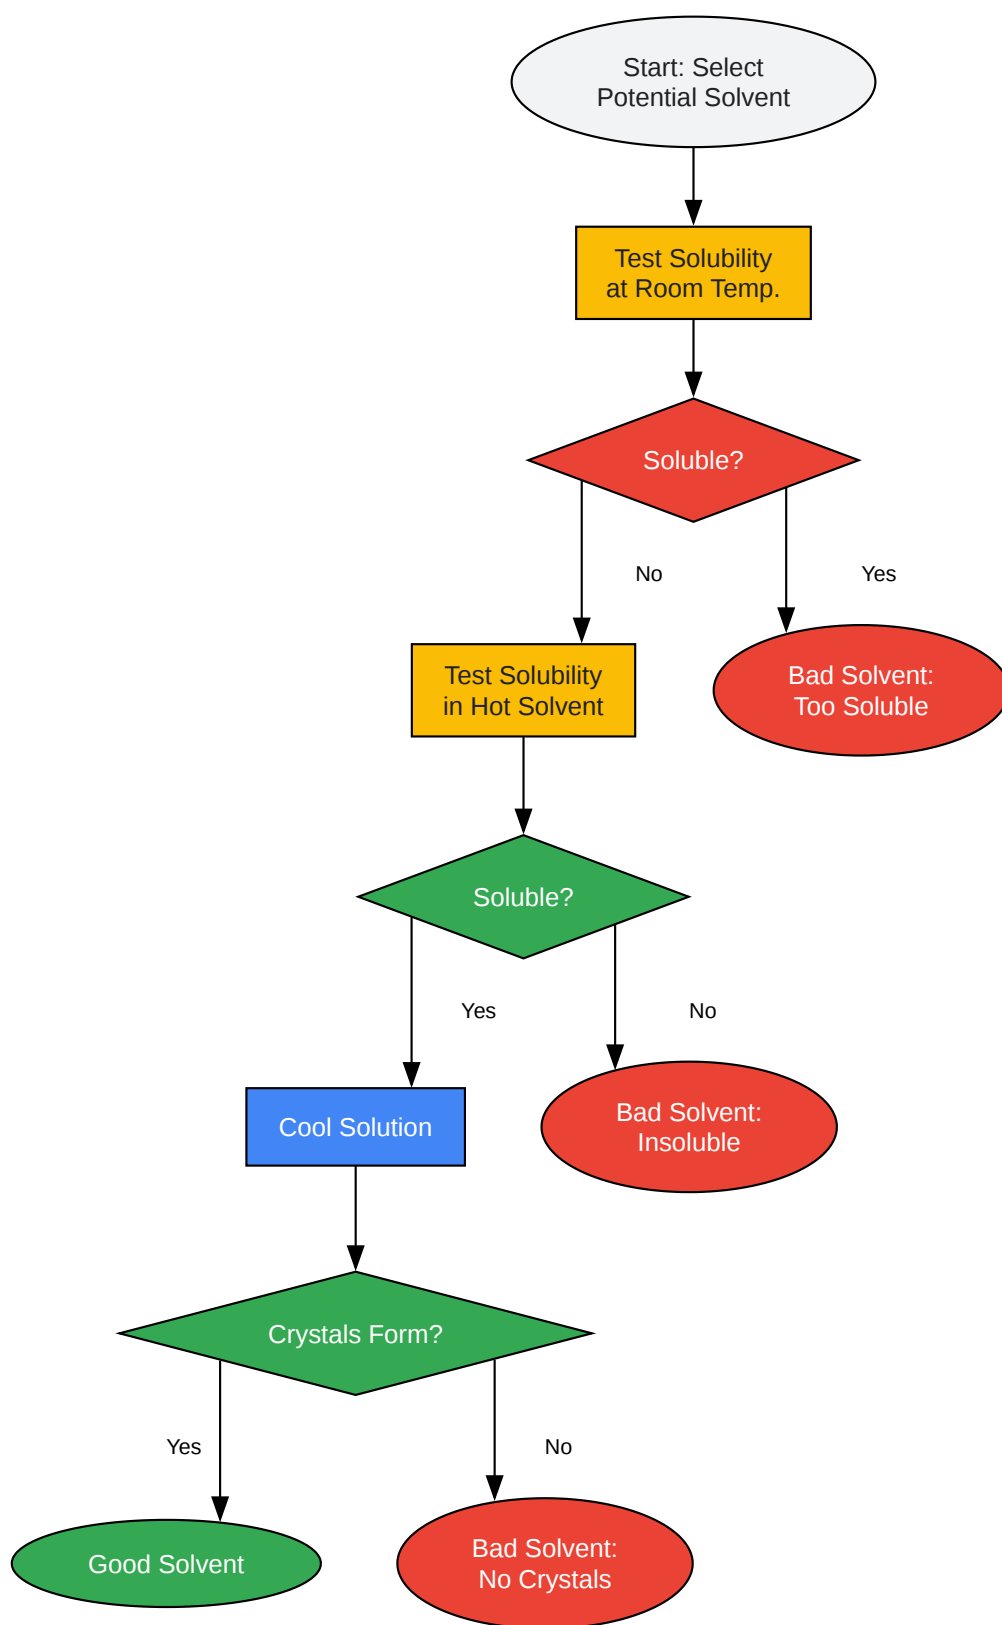 Start: Select
Potential Solvent
Test Solubility
at Room Temp.
Soluble?
No
Yes
Test Solubility
in Hot Solvent
Bad Solvent:
Too Soluble
Soluble?
Yes
No
Cool Solution
Bad Solvent:
Insoluble
Crystals Form?
Yes
No
Good Solvent
Bad Solvent:
No Crystals